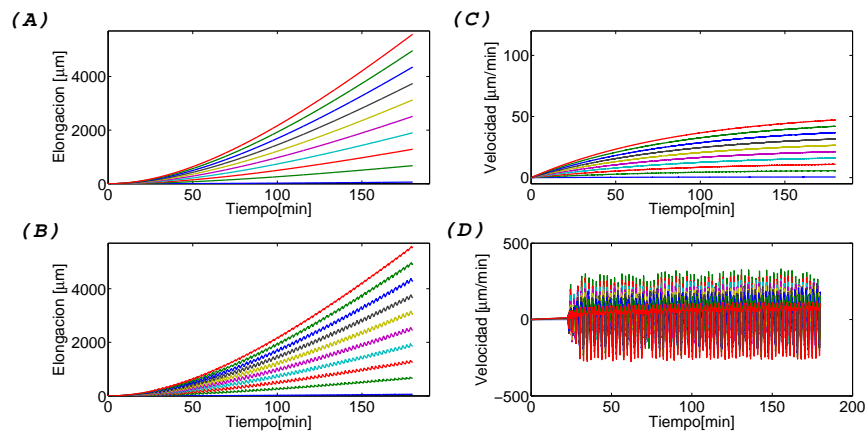 (A)
Elongacion [µm]
4000
2000
0
0 50 100 150
Tiempo[min]
(B)
Elongacion [µm]
4000
2000
0
0 50 100 150
Tiempo[min]
(C)
Velocidad [µm/min]
100
50
0
0 50 100 150
Tiempo[min]
(D)
Velocidad [µm/min]
500
0
−500
0 50 100 150 200
Tiempo[min]